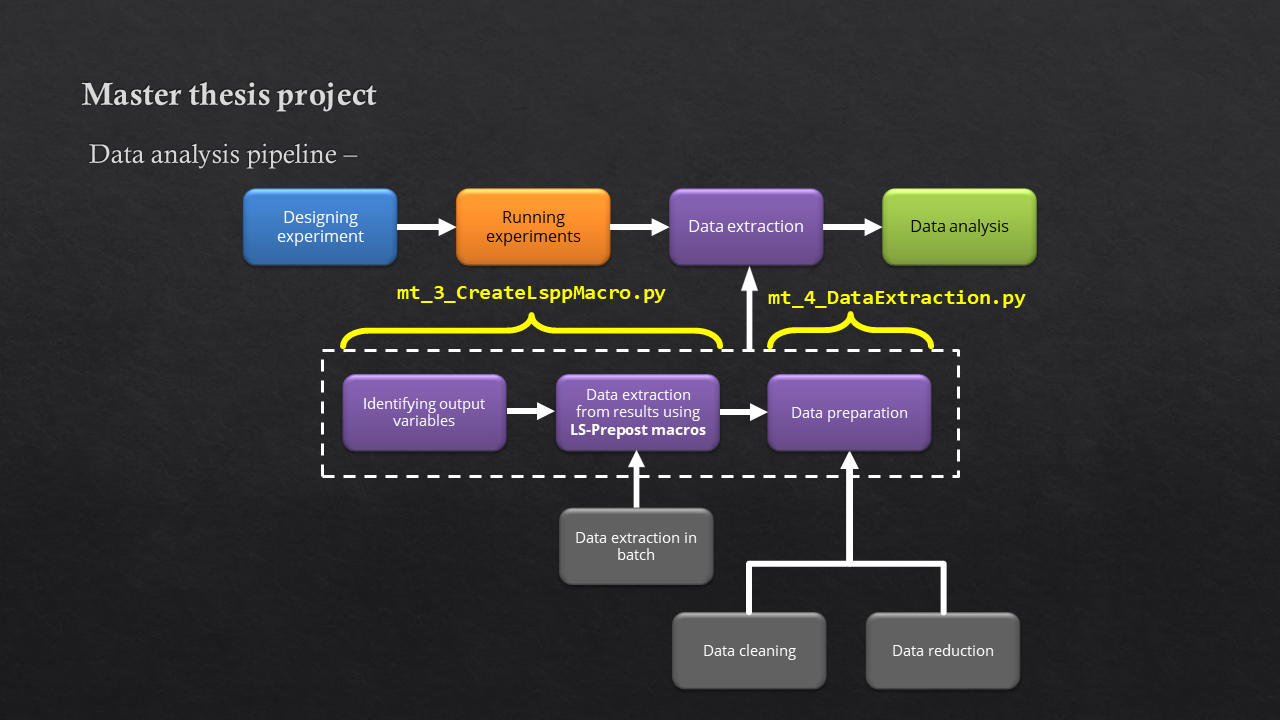 Master thesis project
Data analysis pipeline –
Designing
experiment
Running
experiments
Data extraction
Data analysis
mt_3_CreateLsppMacro.py
mt_4_DataExtraction.py
Identifying output
variables
Data extraction
from results using
LS-Prepost macros
Data preparation
Data extraction in
batch
Data cleaning
Data reduction